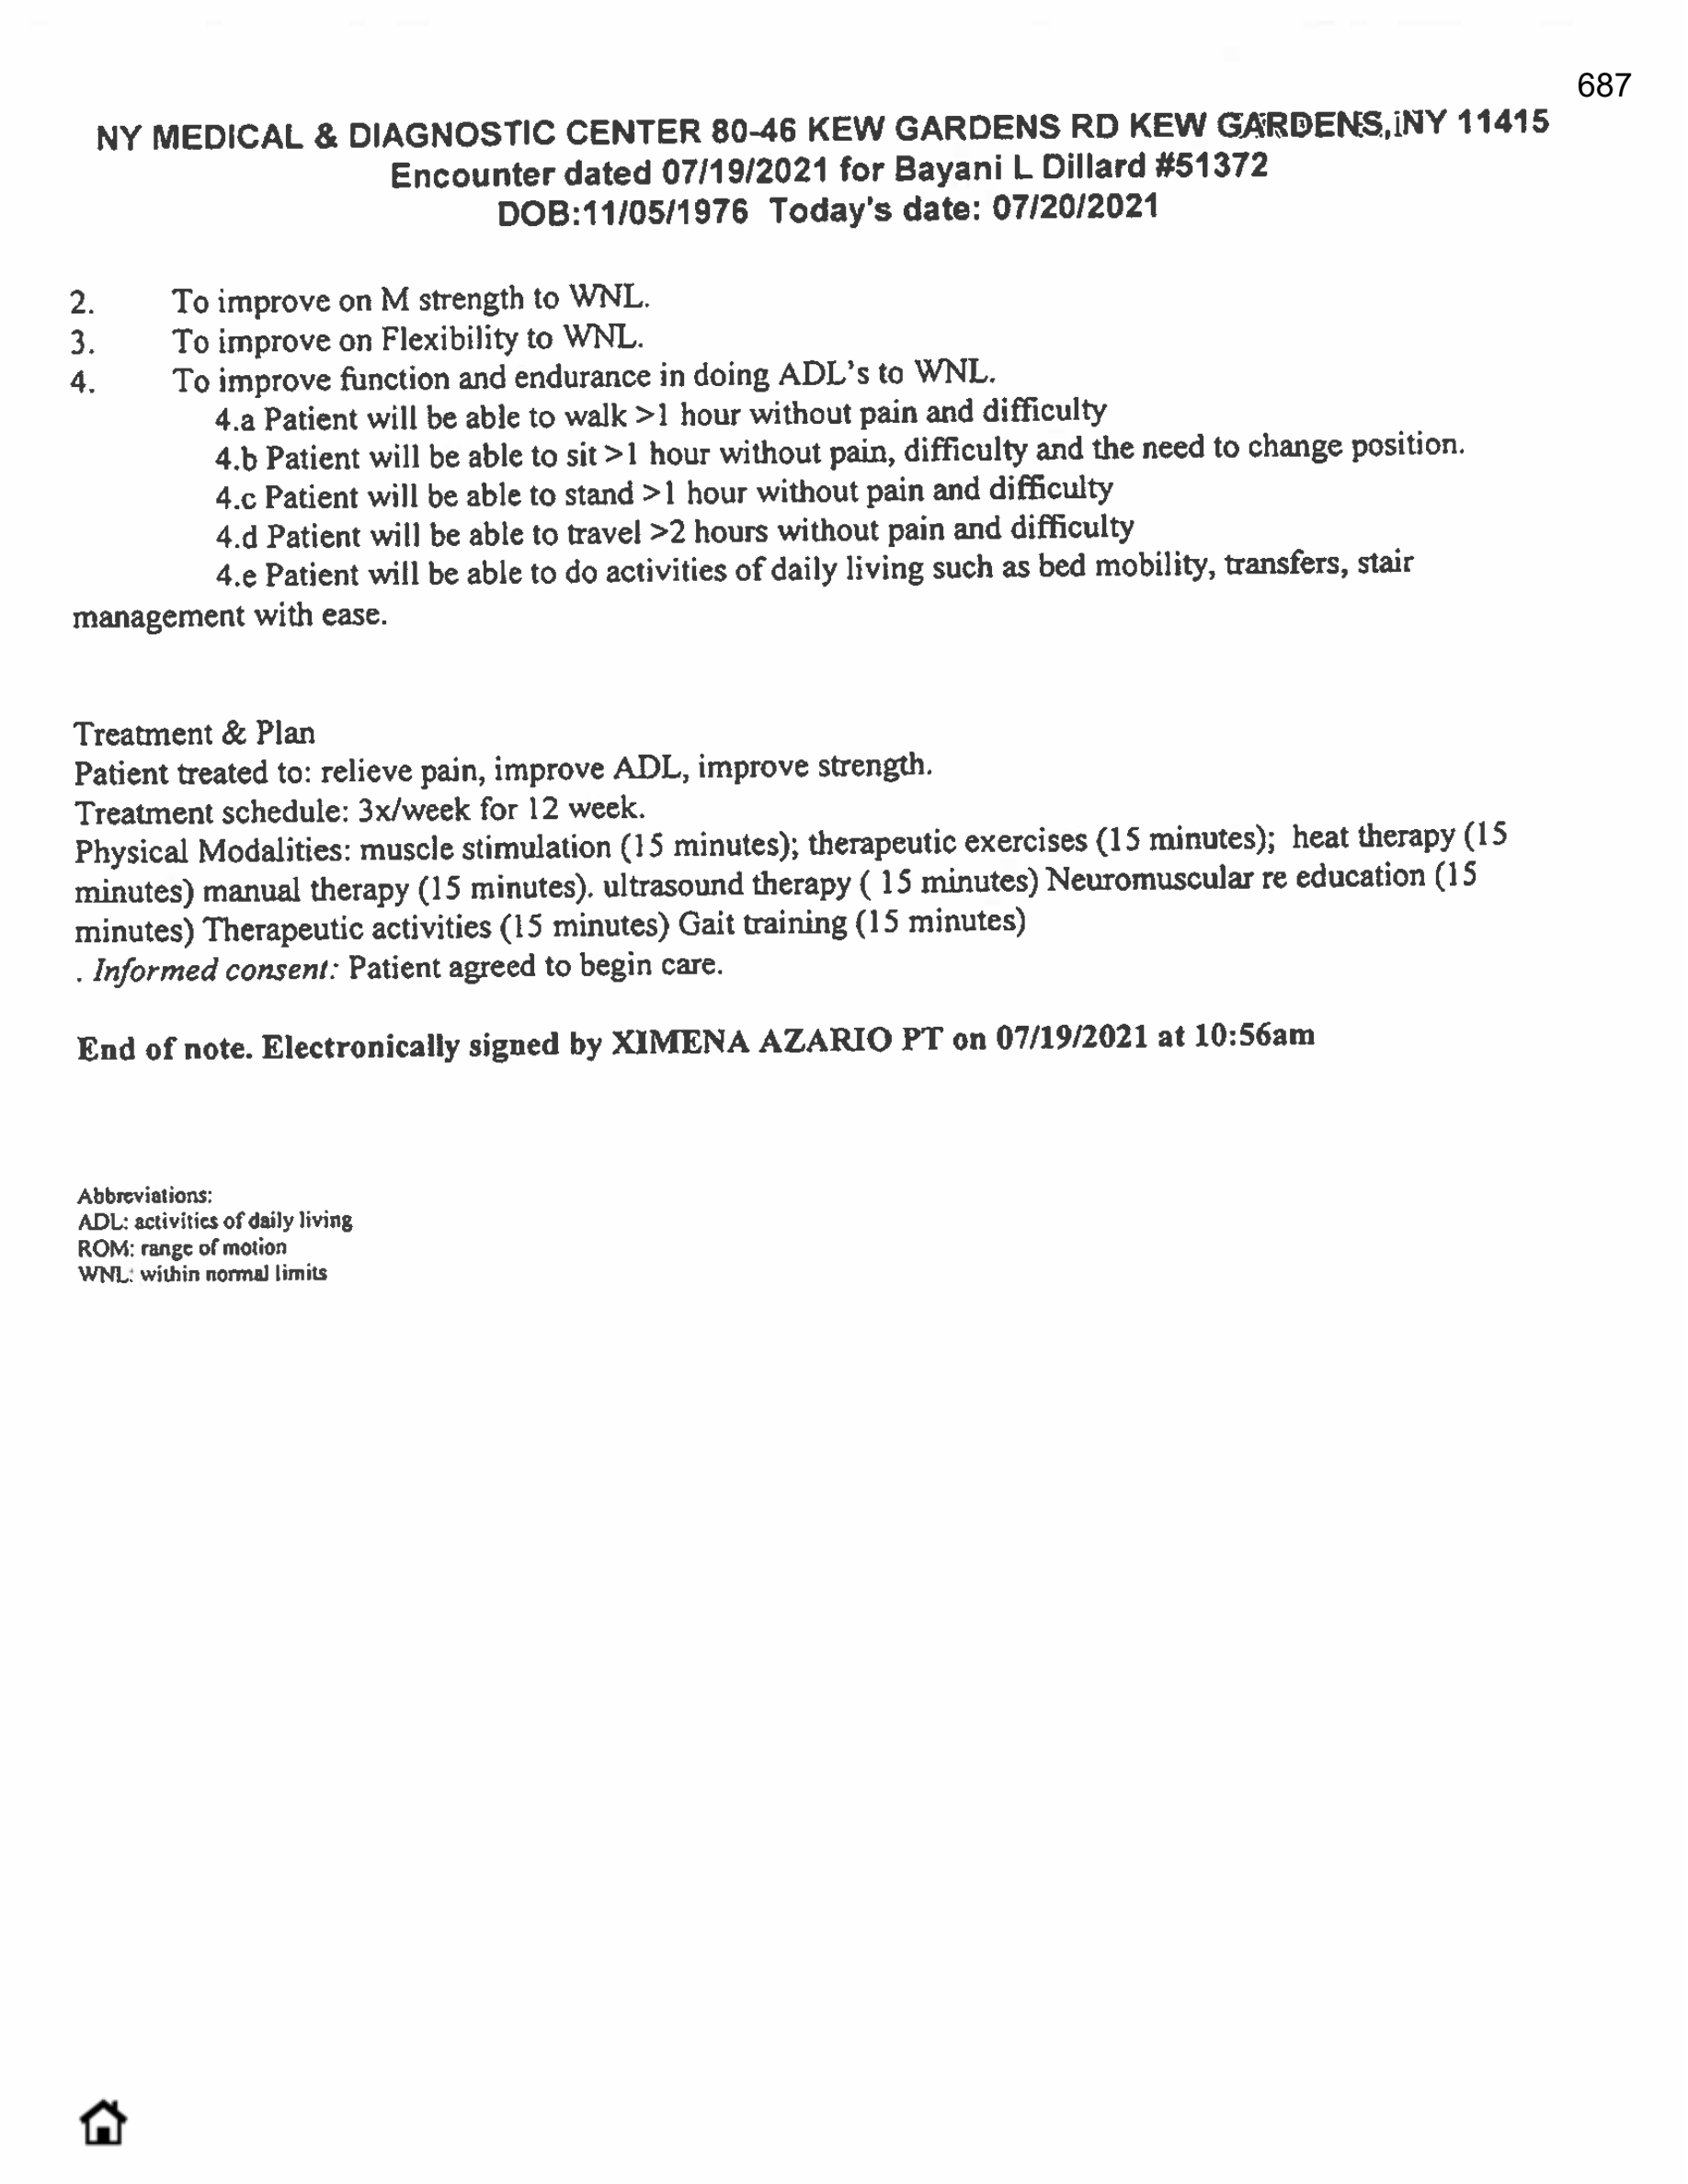 687
NY MEDICAL & DIAGNOSTIC CENTER 80-46 KEW GARDENS RD KEW GARDENS, NY 11415
Encounter dated 07/19/2021 for Bayani L Dillard #51372
DOB:11/05/1976 Today's date: 07/20/2021
2. To improve on M strength to WNL.
3. To improve on Flexibility to WNL.
4. To improve function and endurance in doing ADL's to WNL.
4.a Patient will be able to walk >1 hour without pain and difficulty
4.b Patient will be able to sit >1 hour without pain, difficulty and the need to change position.
4.c Patient will be able to stand >1 hour without pain and difficulty
4.d Patient will be able to travel >2 hours without pain and difficulty
4.e Patient will be able to do activities of daily living such as bed mobility, transfers, stair
management with ease.
Treatment & Plan
Patient treated to: relieve pain, improve ADL, improve strength.
Treatment schedule: 3x/week for 12 week.
Physical Modalities: muscle stimulation (15 minutes); therapeutic exercises (15 minutes); heat therapy (15
minutes) manual therapy (15 minutes). ultrasound therapy ( 15 minutes) Neuromuscular re education (15
minutes) Therapeutic activities (15 minutes) Gait training (15 minutes)
. Informed consent: Patient agreed to begin care.
End of note. Electronically signed by XIMENA AZARIO PT on 07/19/2021 at 10:56am
Abbreviations:
ADL: activities of daily living
ROM: range of motion
WNL: within normal limits